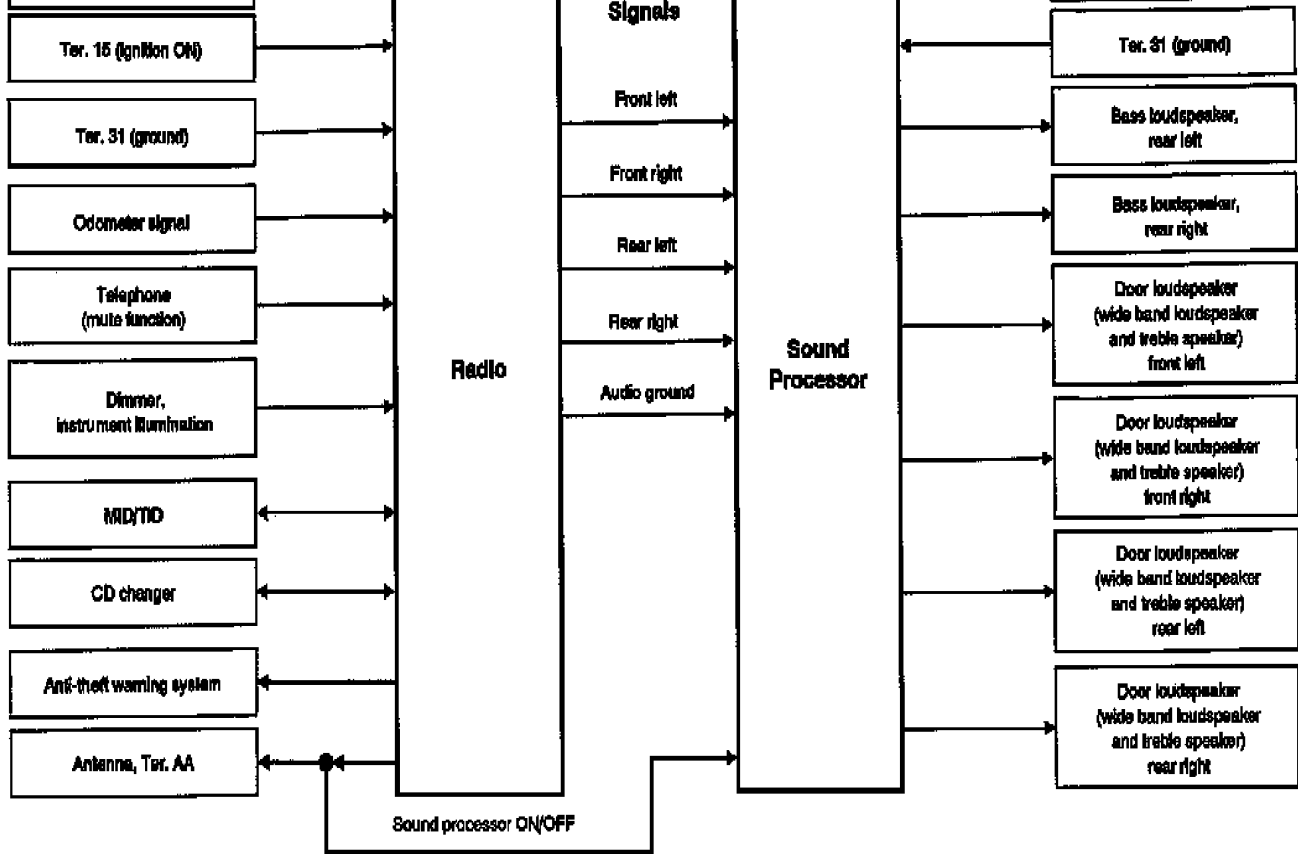 Ter. 15 (ignition ON)
Ter. 31 (ground)
Odometer signal
Telephone
(mute function)
Dimmer,
instrument illumination
MID/TID
CD changer
Anti-theft warning system
Antenna, Ter. AA
Radio
Signals
Front left
Front right
Rear left
Rear right
Audio ground
Sound processor ON/OFF
Sound
Processor
Ter. 31 (ground)
Bass loudspeaker,
rear left
Bass loudspeaker,
rear right
Door loudspeaker
(wide band loudspeaker
and treble speaker)
front left
Door loudspeaker
(wide band loudspeaker
and treble speaker)
front right
Door loudspeaker
(wide band loudspeaker
and treble speaker)
rear left
Door loudspeaker
(wide band loudspeaker
and treble speaker)
rear right